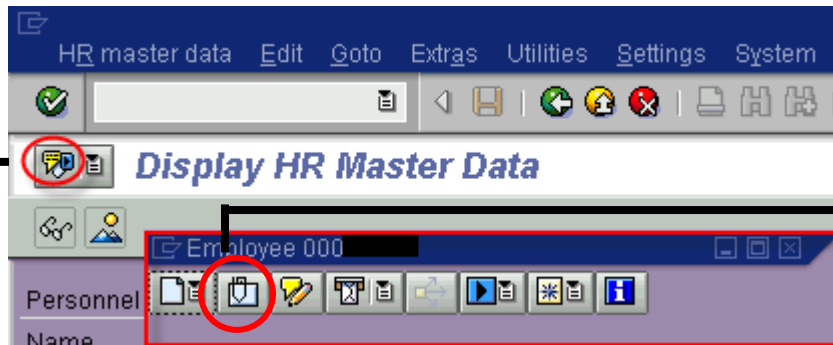 HR master data Edit Goto Extras Utilities Settings System
Display HR Master Data
Employee 000
Personnel
Name